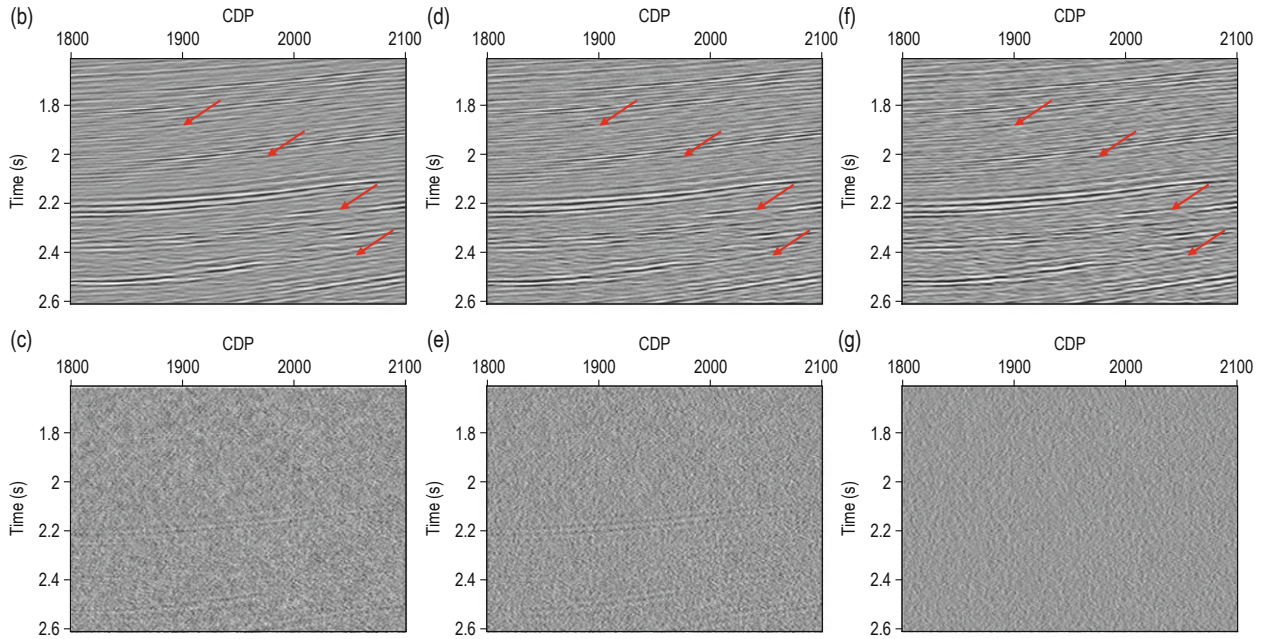 (b) CDP (d) CDP (f) CDP
1800 1900 2000 2100 1800 1900 2000 2100 1800 1900 2000 2100
1.8 1.8 1.8
2 2 2
Time (s) Time (s) Time (s)
2.2 2.2 2.2
2.4 2.4 2.4
2.6 2.6 2.6
(c) CDP (e) CDP (g) CDP
1800 1900 2000 2100 1800 1900 2000 2100 1800 1900 2000 2100
1.8 1.8 1.8
2 2 2
Time (s) Time (s) Time (s)
2.2 2.2 2.2
2.4 2.4 2.4
2.6 2.6 2.6